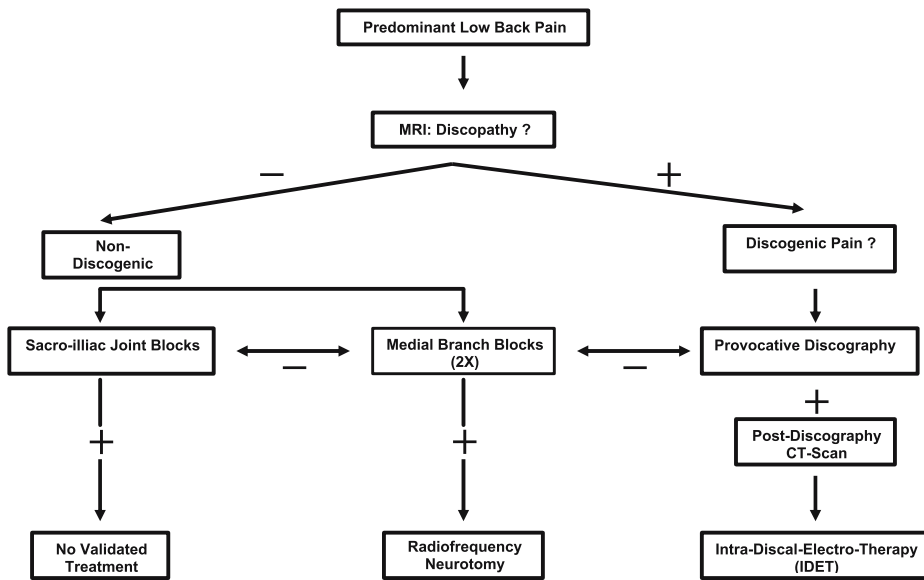 Predominant Low Back Pain
MRI: Discopathy ?
−
+
Non-
Discogenic
Discogenic Pain ?
Sacro-illiac Joint Blocks
−
Medial Branch Blocks
(2X)
−
Provocative Discography
+
+
+
Post-Discography
CT-Scan
No Validated
Treatment
Radiofrequency
Neurotomy
Intra-Discal-Electro-Therapy
(IDET)